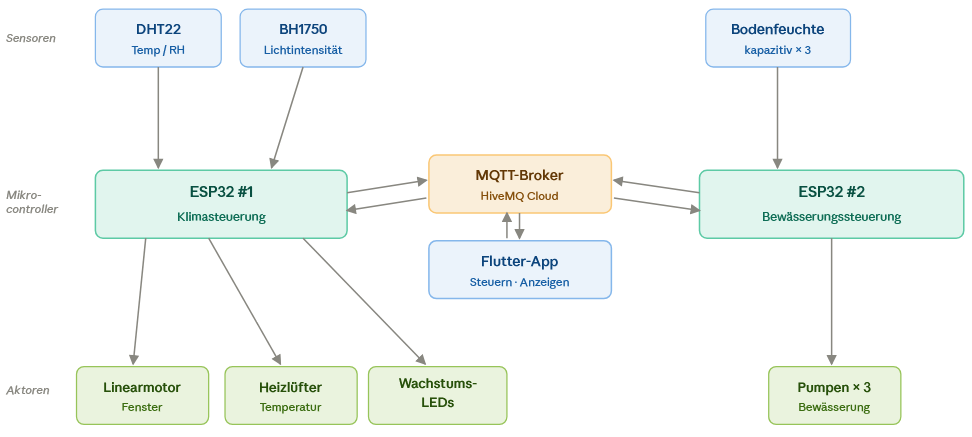 Sensoren
DHT22
Temp / RH
BH1750
Lichtintensität
Bodenfeuchte
kapazitiv × 3
Mikro-
controller
ESP32 #1
Klimasteuerung
MQTT-Broker
HiveMQ Cloud
ESP32 #2
Bewässerungssteuerung
Flutter-App
Steuern · Anzeigen
Aktoren
Linearmotor
Fenster
Heizlüfter
Temperatur
Wachstums-
LEDs
Pumpen × 3
Bewässerung